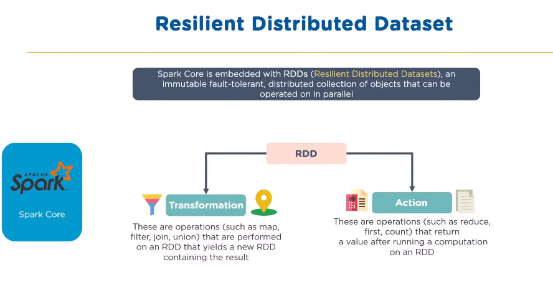 Resilient Distributed Dataset
Spark Core is embedded with RDDs (Resilient Distributed Datasets), an
immutable fault-tolerant, distributed collection of objects that can be
operated on in parallel
RDD
APACHE
Spark
Spark Core
Transformation
These are operations (such as map,
filter, join, union) that are performed
on an RDD that yields a new RDD
containing the result
Action
These are operations (such as reduce,
first, count) that return
a value after running a computation
on an RDD